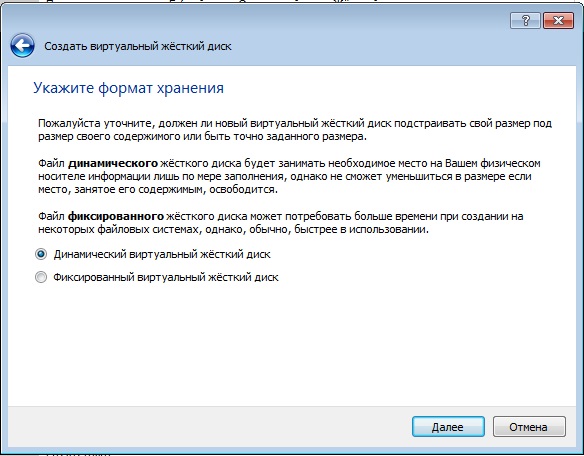 Создать виртуальный жёсткий диск
Укажите формат хранения
Пожалуйста уточните, должен ли новый виртуальный жёсткий диск подстраивать свой размер под
размер своего содержимого или быть точно заданного размера.
Файл динамического жёсткого диска будет занимать необходимое место на Вашем физическом
носителе информации лишь по мере заполнения, однако не сможет уменьшиться в размере если
место, занятое его содержимым, освободится.
Файл фиксированного жёсткого диска может потребовать больше времени при создании на
некоторых файловых системах, однако, обычно, быстрее в использовании.
Динамический виртуальный жёсткий диск
Фиксированный виртуальный жёсткий диск
Далее
Отмена